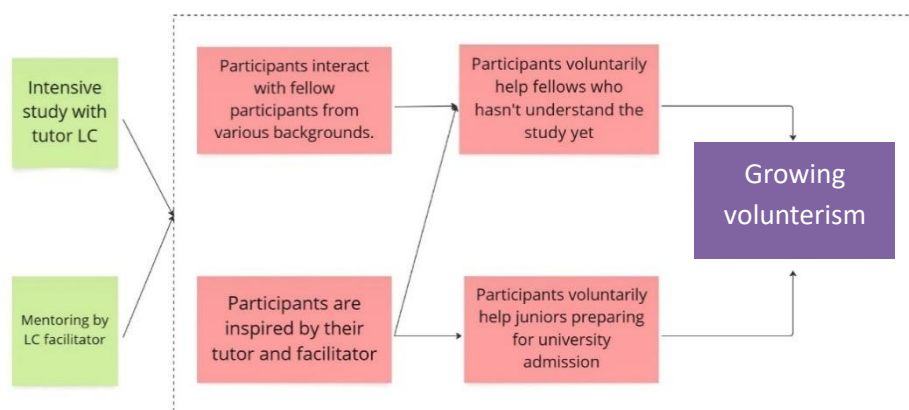 Intensive
study with
tutor LC
Mentoring by
LC facilitator
Participants interact
with fellow
participants from
various backgrounds.
Participants are
inspired by their
tutor and facilitator
Participants voluntarily
help fellows who
hasn't understand the
study yet
Participants voluntarily
help juniors preparing
for university
admission
Growing
volunterism